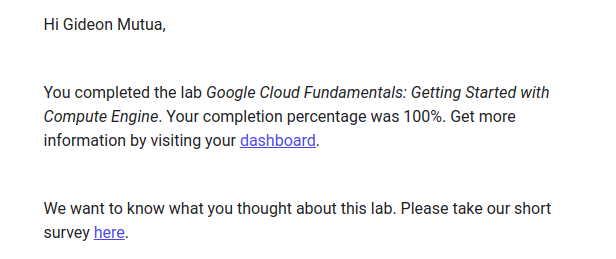 Hi Gideon Mutua,
You completed the lab Google Cloud Fundamentals: Getting Started with
Compute Engine. Your completion percentage was 100%. Get more
information by visiting your dashboard.
We want to know what you thought about this lab. Please take our short
survey here.